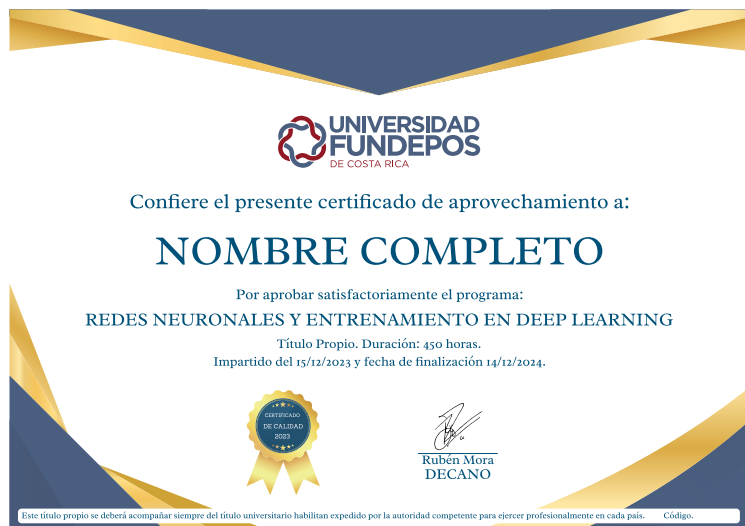 UNIVERSIDAD
FUNDEPOS
DE COSTA RICA
Confiere el presente certificado de aprovechamiento a:
NOMBRE COMPLETO
Por aprobar satisfactoriamente el programa:
REDES NEURONALES Y ENTRENAMIENTO EN DEEP LEARNING
Título Propio. Duración: 450 horas.
Impartido del 15/12/2023 y fecha de finalización 14/12/2024.
CERTIFICADO
DE CALIDAD
2023
Rubén Mora
DECANO
Este título propio se deberá acompañar siempre del título universitario habilitan expedido por la autoridad competente para ejercer profesionalmente en cada país. Código.